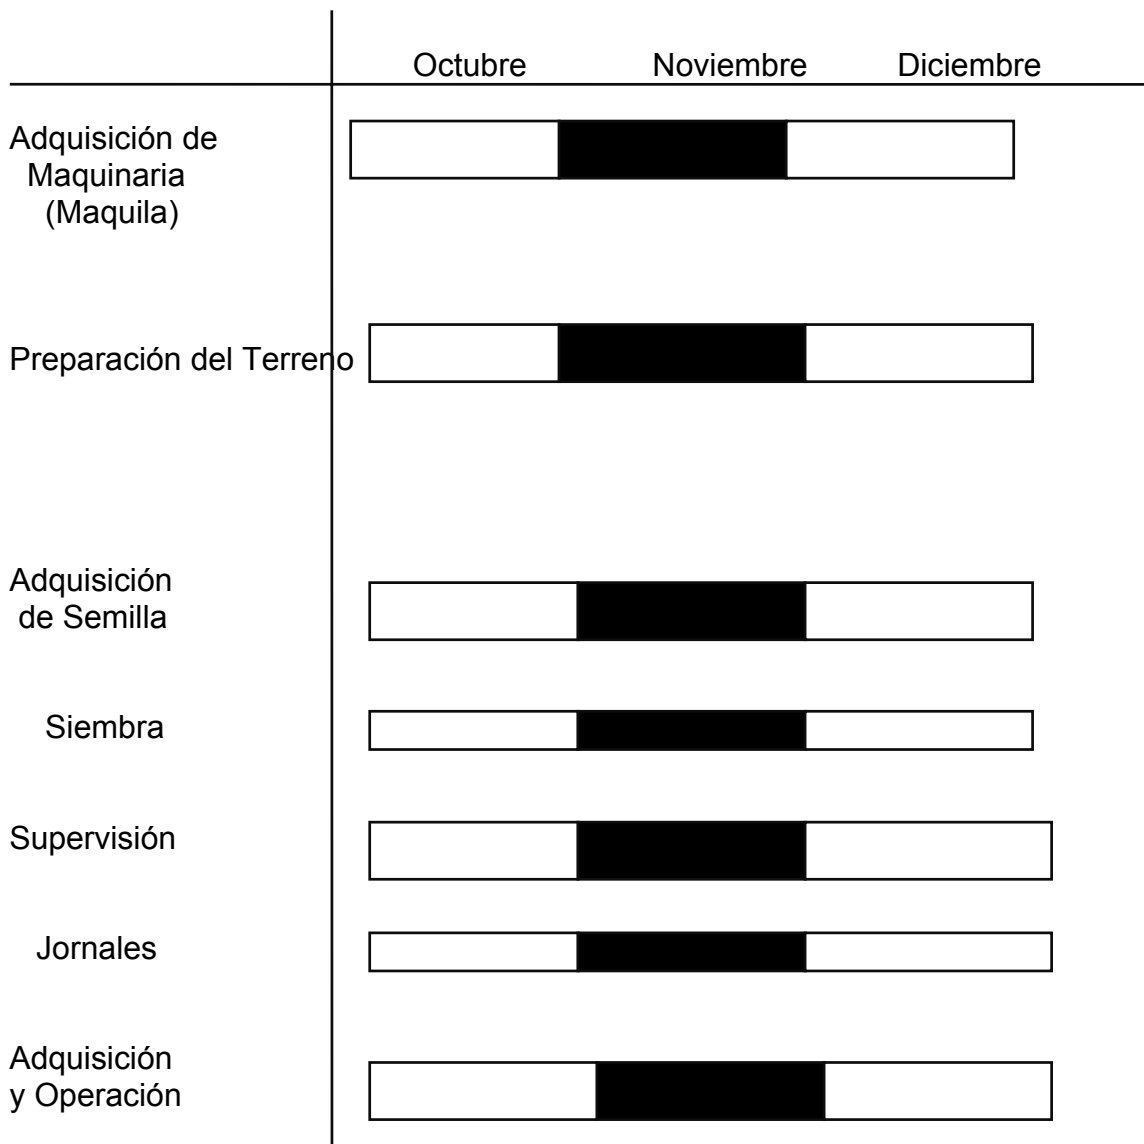 Octubre Noviembre Diciembre
Adquisición de
Maquinaria
(Maquila)
Preparación del Terreno
Adquisición
de Semilla
Siembra
Supervisión
Jornales
Adquisición
y Operación